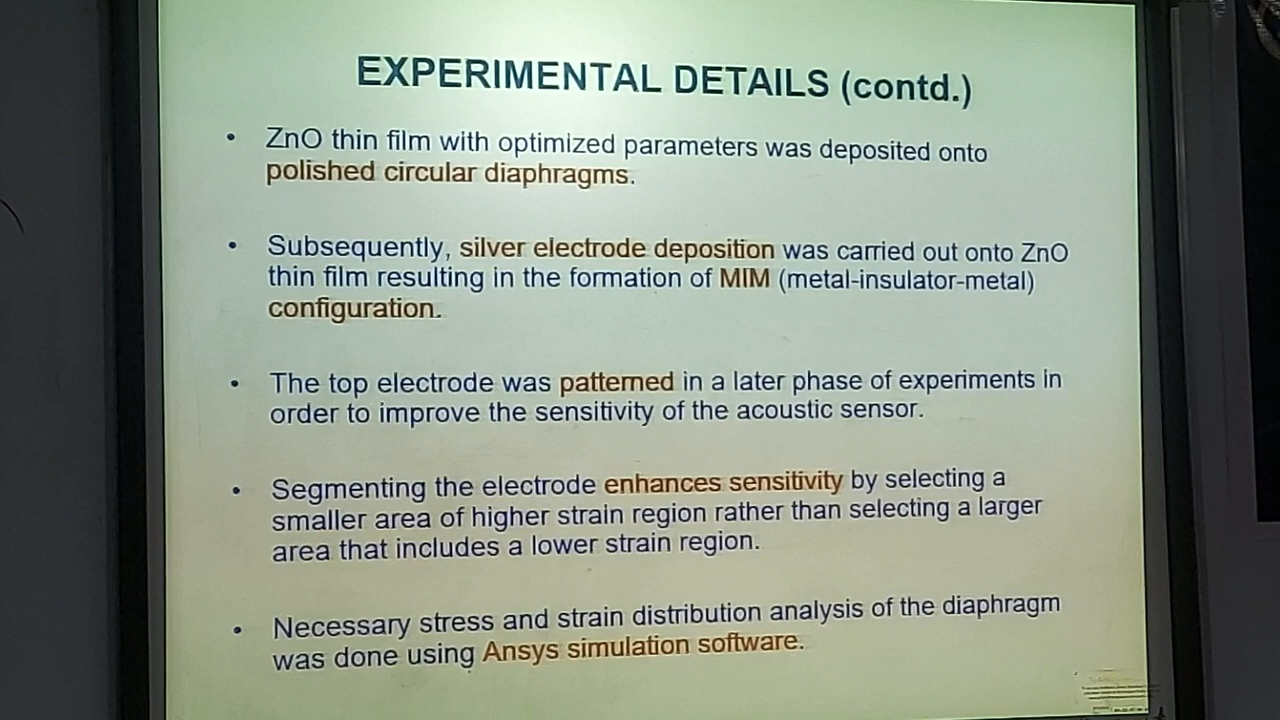 EXPERIMENTAL DETAILS (contd.)
• ZnO thin film with optimized parameters was deposited onto
polished circular diaphragms.
• Subsequently, silver electrode deposition was carried out onto ZnO
thin film resulting in the formation of MIM (metal-insulator-metal)
configuration.
• The top electrode was patterned in a later phase of experiments in
order to improve the sensitivity of the acoustic sensor.
• Segmenting the electrode enhances sensitivity by selecting a
smaller area of higher strain region rather than selecting a larger
area that includes a lower strain region.
• Necessary stress and strain distribution analysis of the diaphragm
was done using Ansys simulation software.